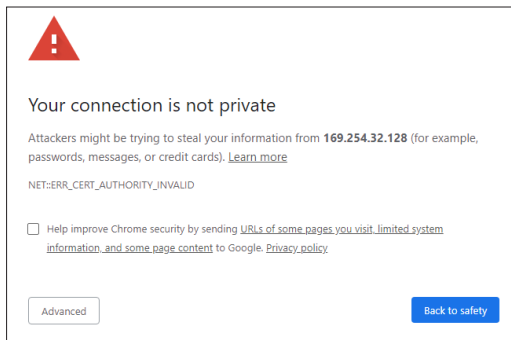 Your connection is not private
Attackers might be trying to steal your information from 169.254.32.128 (for example,
passwords, messages, or credit cards). Learn more
NET::ERR_CERT_AUTHORITY_INVALID
Help improve Chrome security by sending URLs of some pages you visit, limited system
information, and some page content to Google. Privacy policy
Advanced
Back to safety